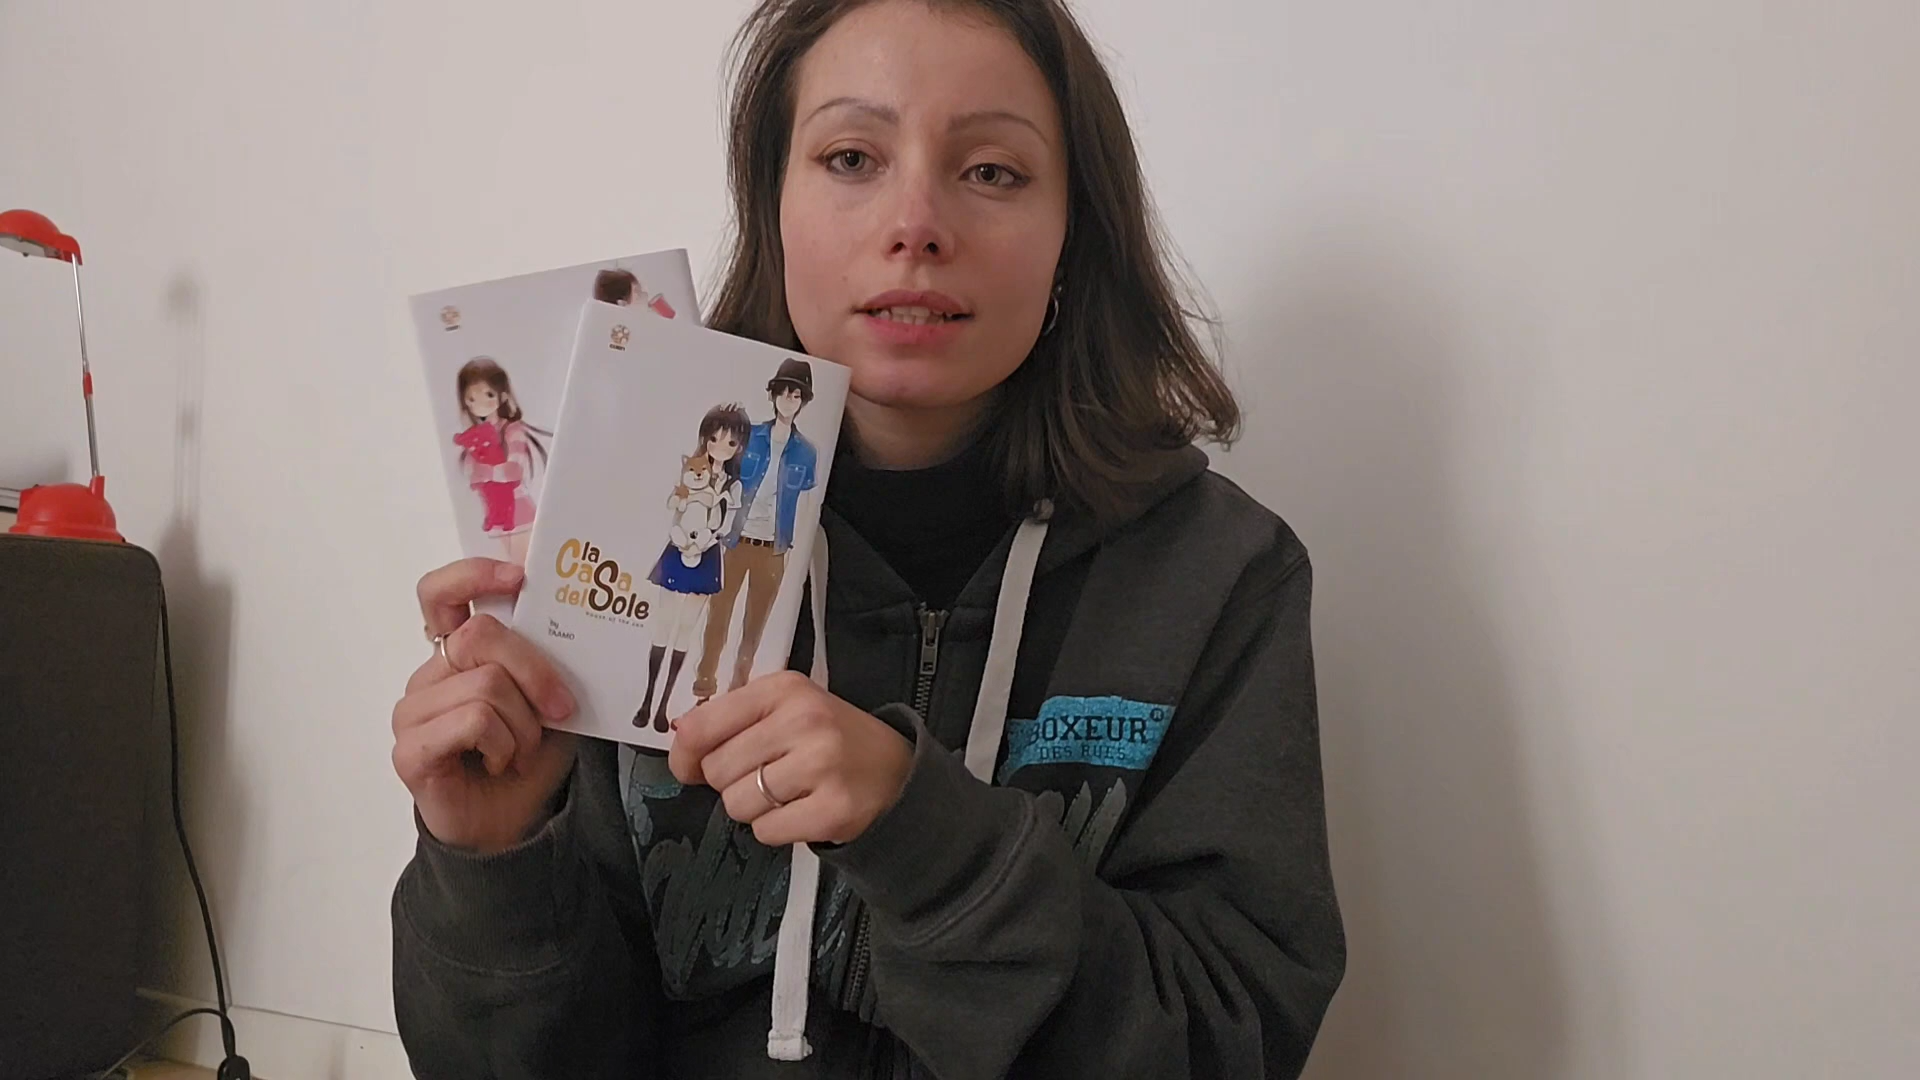 la
Casa
del Sole
House of the sun
by
TAAMO
BOXEUR®
DES RUES